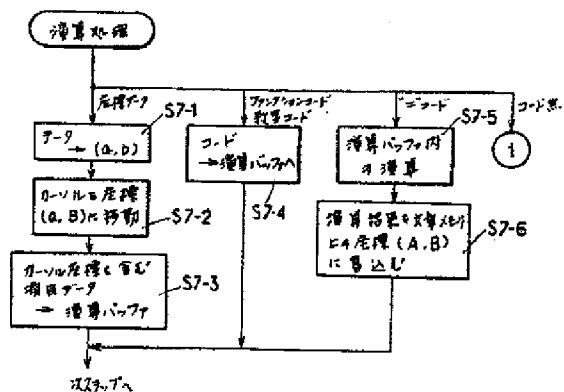 演算処理
座標データ
S7-1
データ
→ (a,b)
カーソルを座標
(a,B)に移動
S7-2
カーソル座標を含む
項目データ
→ 演算バッファ
S7-3
ファンクションコード
数字コード
コード
→演算バッファへ
S7-4
"="コード
S7-5
演算バッファ内
の演算
演算結果を文書メモリ
上の座標(A,B)
に書込む
S7-6
コード無
1
次ステップへ